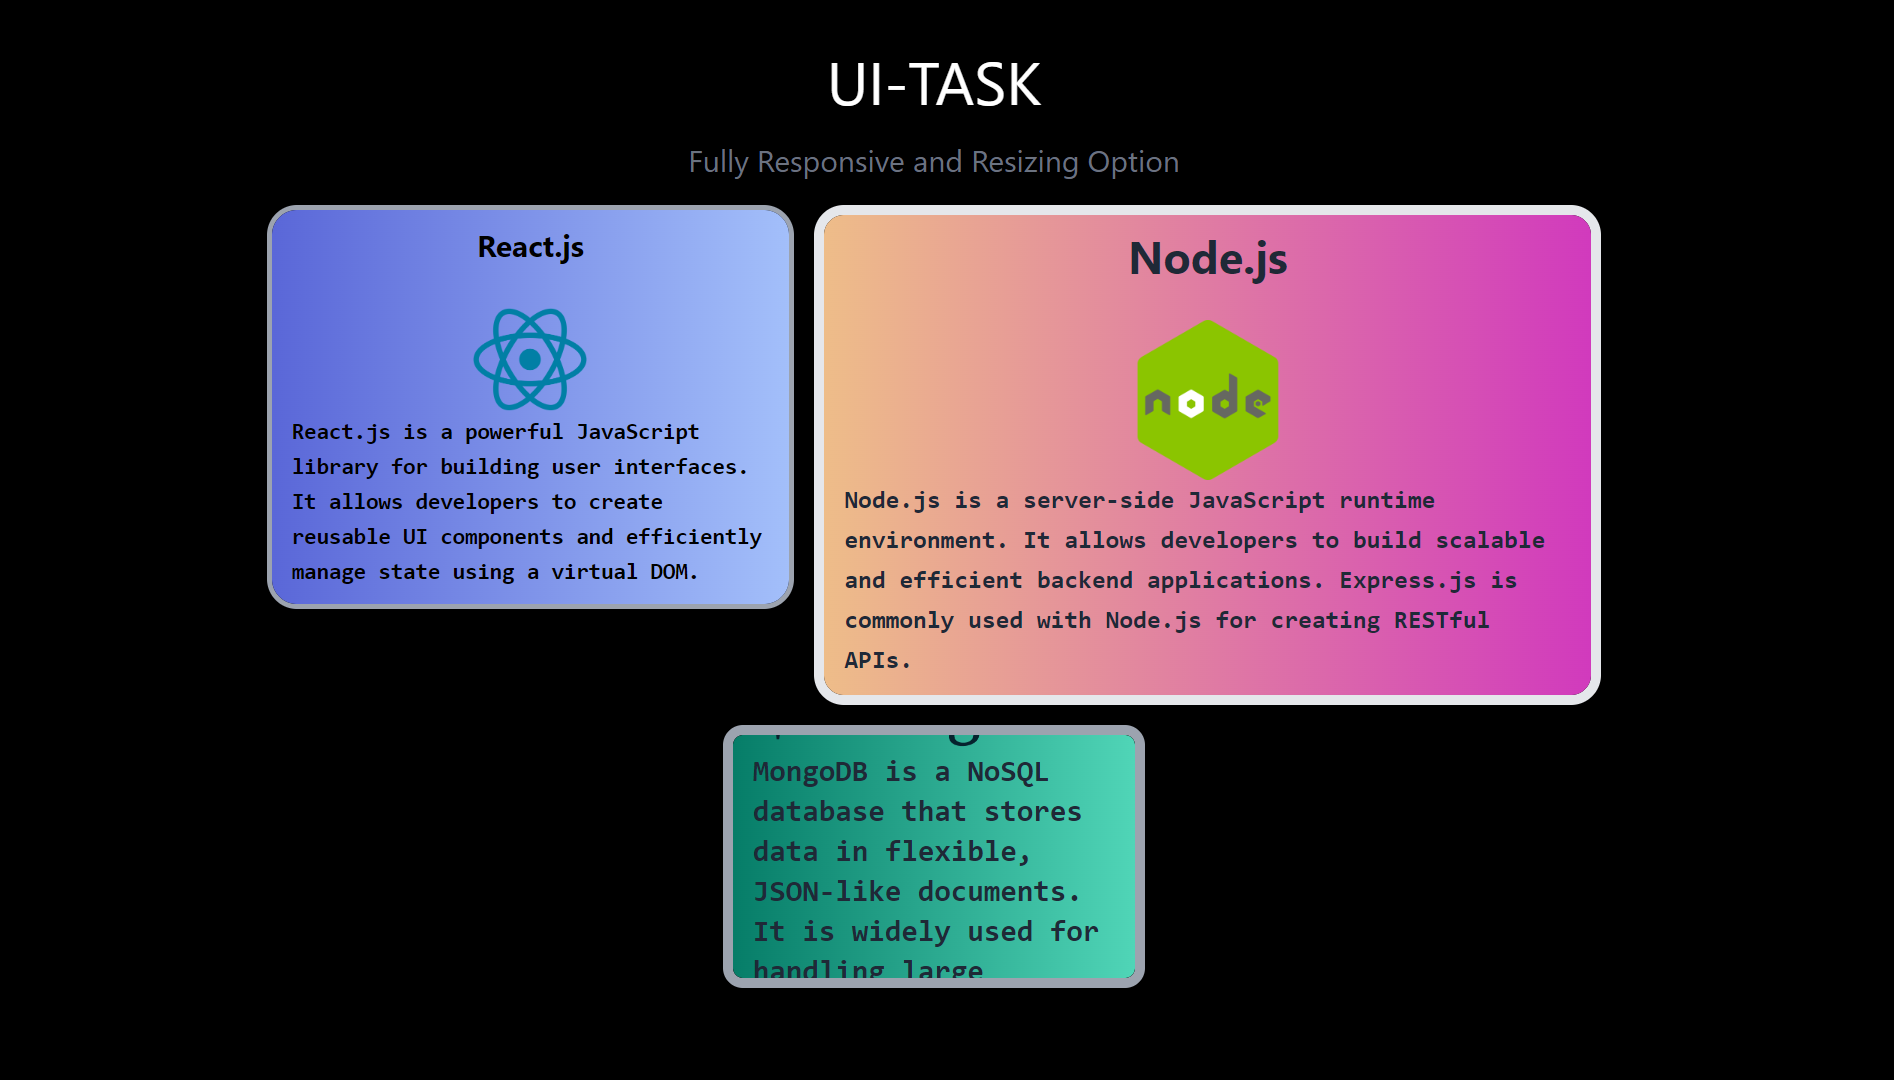 UI-TASK
Fully Responsive and Resizing Option
React.js
React.js is a powerful JavaScript
library for building user interfaces.
It allows developers to create
reusable UI components and efficiently
manage state using a virtual DOM.
Node.js
node
Node.js is a server-side JavaScript runtime
environment. It allows developers to build scalable
and efficient backend applications. Express.js is
commonly used with Node.js for creating RESTful
APIs.
MongoDB is a NoSQL
database that stores
data in flexible,
JSON-like documents.
It is widely used for
handling large